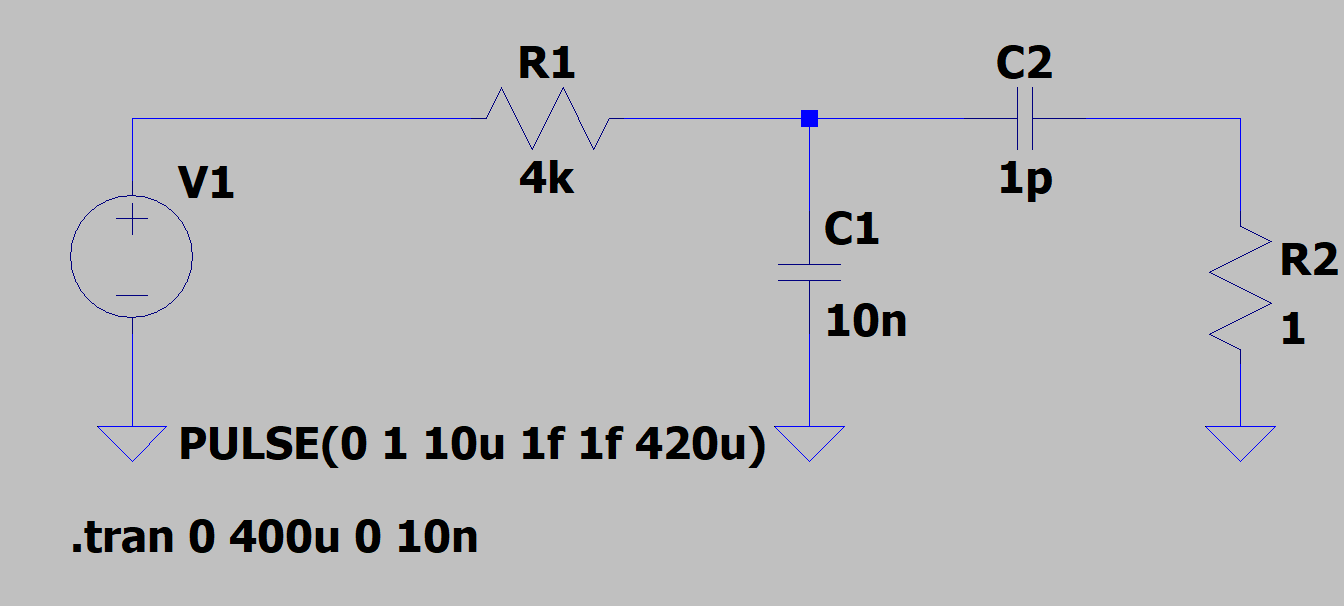 R1
C2
V1
4k
1p
C1
R2
10n
1
PULSE(0 1 10u 1f 1f 420u)
.tran 0 400u 0 10n